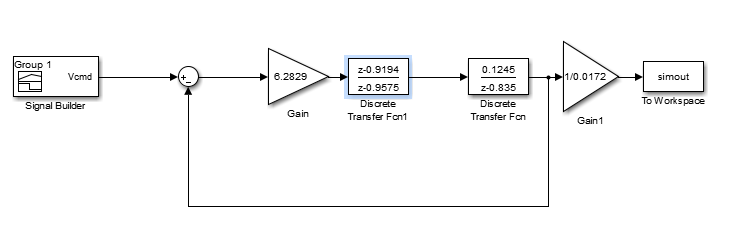 Group 1
Vcmd
Signal Builder
+
-
6.2829
Gain
z-0.9194
z-0.9575
Discrete
Transfer Fcn1
0.1245
z-0.835
Discrete
Transfer Fcn
1/0.0172
Gain1
simout
To Workspace